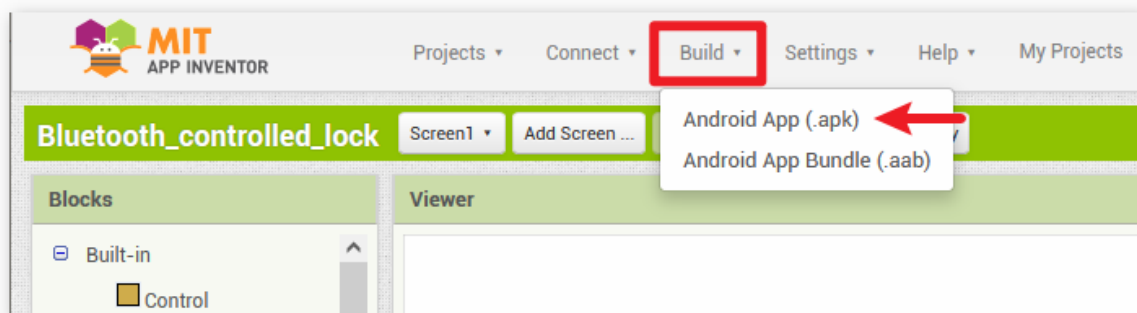 MIT
APP INVENTOR
Projects Connect Build Settings Help My Projects
Bluetooth_controlled_lock Screen1 Add Screen ...
Android App (.apk)
Android App Bundle (.aab)
Blocks Viewer
Built-in
Control